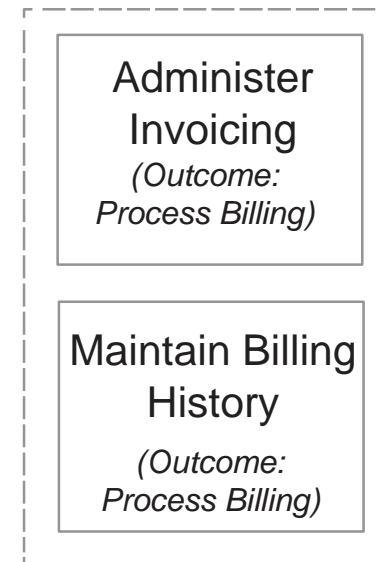 Administer
Invoicing
(Outcome:
Process Billing)
Maintain Billing
History
(Outcome:
Process Billing)